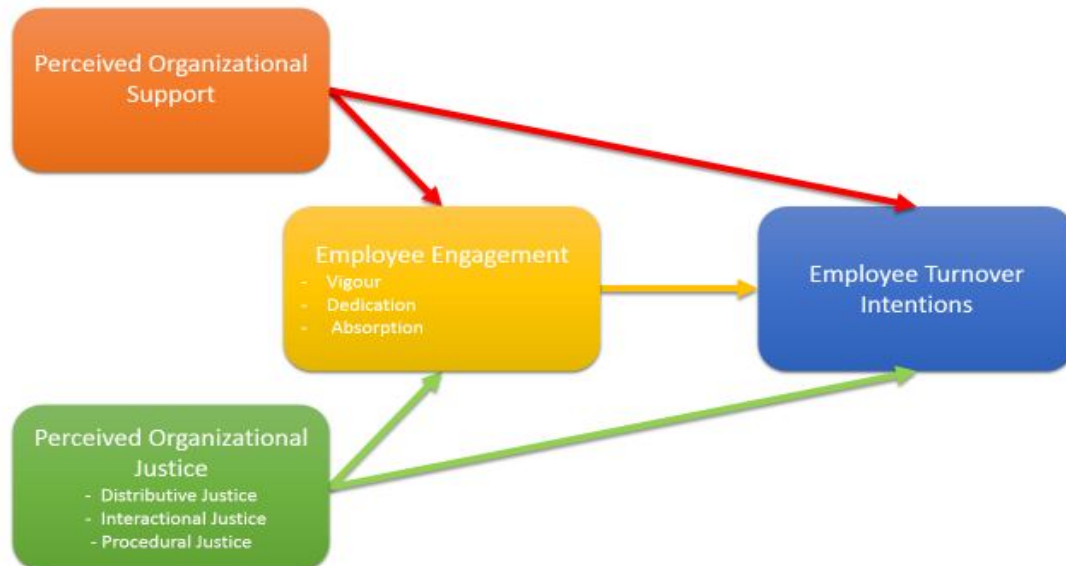 Perceived Organizational
Support
Employee Engagement
- Vigour
- Dedication
- Absorption
Employee Turnover
Intentions
Perceived Organizational
Justice
- Distributive Justice
- Interactional Justice
- Procedural Justice